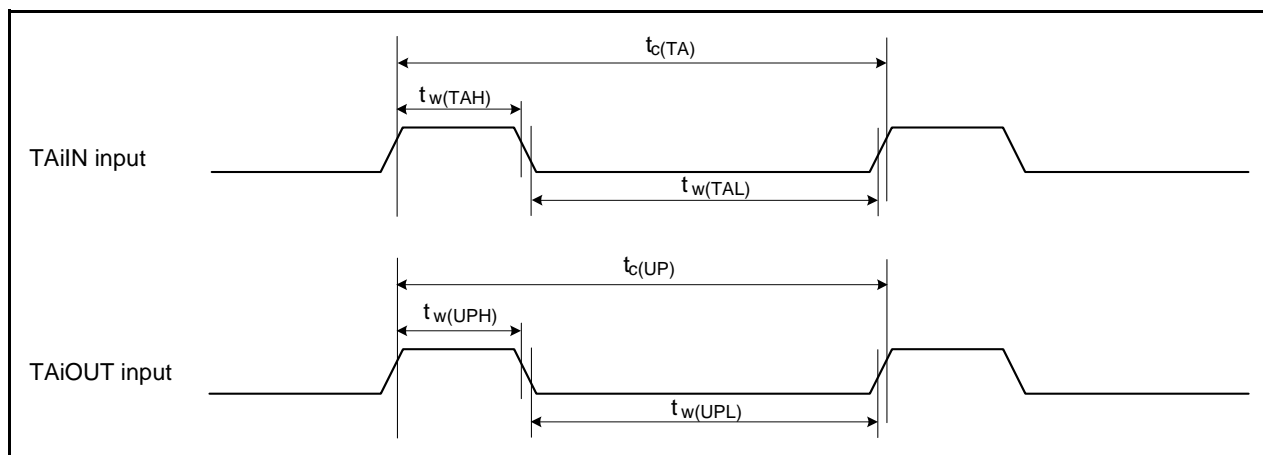 tc(TA)
tw(TAH)
TAiIN input
tw(TAL)
tc(UP)
tw(UPH)
TAiOUT input
tw(UPL)